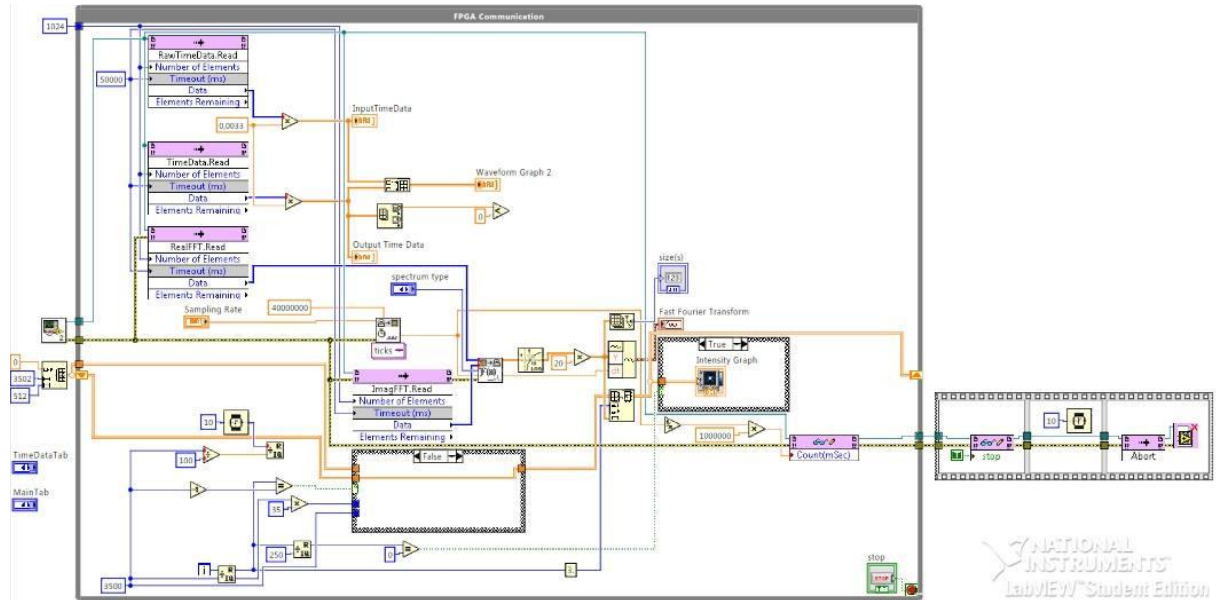 FPGA Communication
1024
RawTimeData.Read
Number of Elements
Timeout (ms)
Data
Elements Remaining
50000
0,0033
InputTimeData
TimeData.Read
Number of Elements
Timeout (ms)
Data
Elements Remaining
Waveform Graph 2
0
Output Time Data
RealFFT.Read
Number of Elements
Timeout (ms)
Data
Elements Remaining
spectrum type
size(s)
40000000
Sampling Rate
ticks
Fast Fourier Transform
20
True
Intensity Graph
0
3502
512
ImagFFT.Read
Number of Elements
Timeout (ms)
Data
Elements Remaining
10
100
1000000
Count(mSec)
stop
10
Abort
False
TimeDataTab
MainTab
-1
35
250
0
i
3500
stop
STOP
NATIONAL
INSTRUMENTS
LabVIEW Student Edition